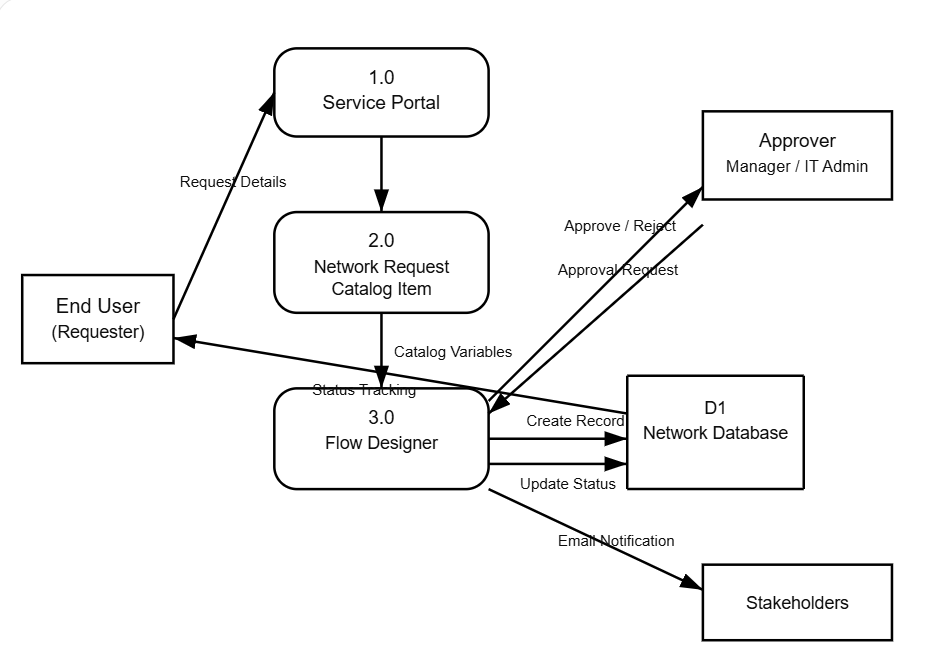 1.0
Service Portal
Approver
Manager / IT Admin
Request Details
Approve / Reject
2.0
Network Request
Catalog Item
Approval Request
End User
(Requester)
Catalog Variables
Status Tracking
3.0
Flow Designer
Create Record
D1
Network Database
Update Status
Email Notification
Stakeholders